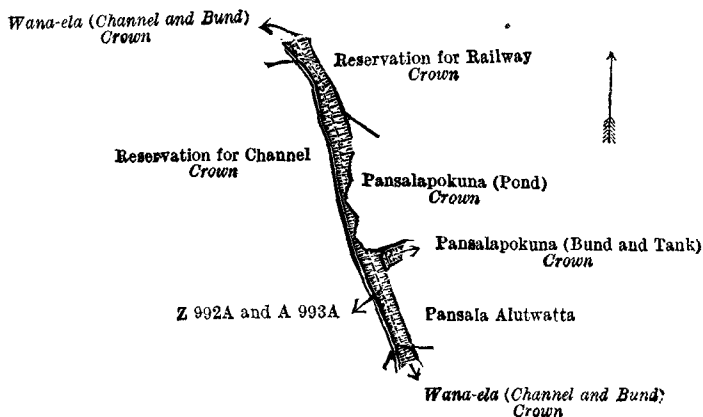 Wana-ela (Channel and Bund)
Crown
Reservation for Railway
Crown
Reservation for Channel
Crown
Pansalapokuna (Pond)
Crown
Pansalapokuna (Bund and Tank)
Crown
Z 992A and A 993A
Pansala Alutwatta
Wana-ela (Channel and Bund)
Crown